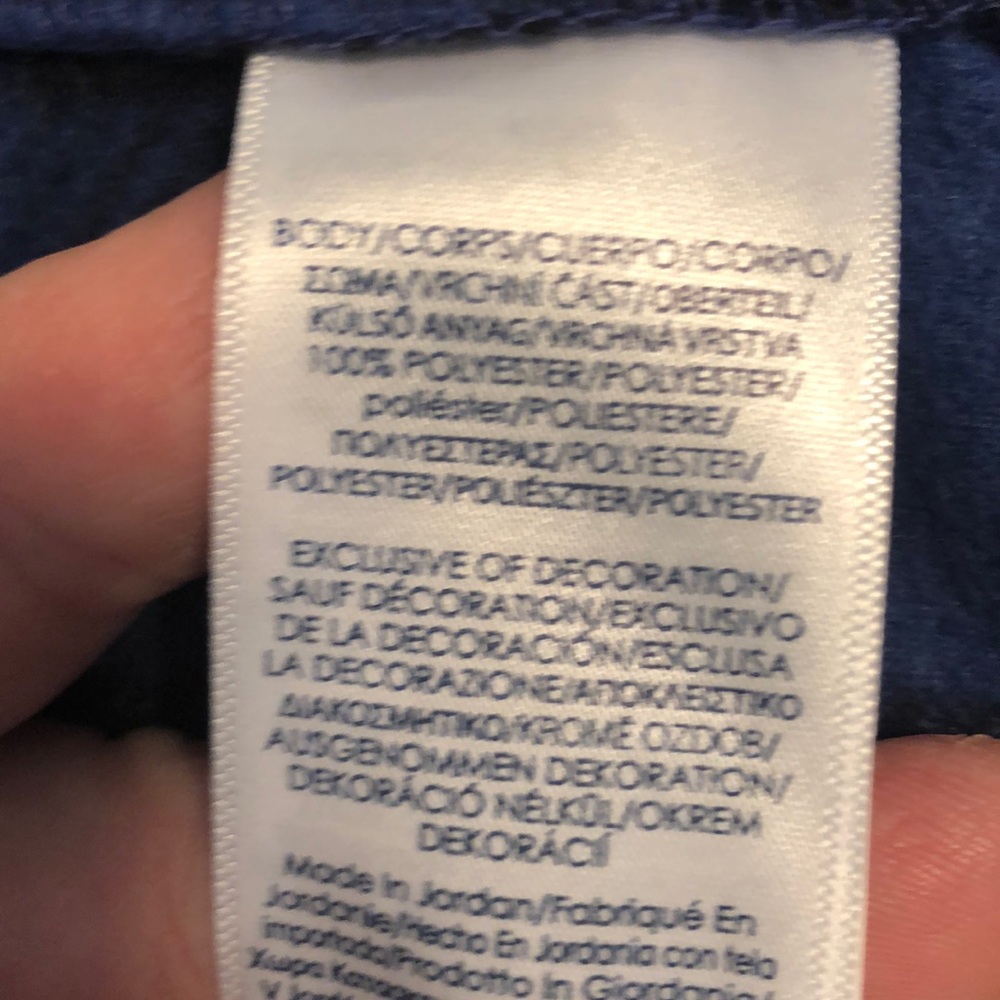 BODY/CORPS/CUERPO/CORPO/
ΣΩΜΑ/VRCHNÍ ČÁST/OBERTEIL/
KÜLSŐ ANYAG/VRCHNÁ VRSTVA
100% POLYESTER/POLYESTER/
poliéster/POLIESTERE/
ΠΟΛΥΕΣΤΕΡΑΣ/POLYESTER/
POLYESTER/POLIÉSZTER/POLYESTER
EXCLUSIVE OF DECORATION/
SAUF DÉCORATION/EXCLUSIVO
DE LA DECORACIÓN/ESCLUSA
LA DECORAZIONE/ΑΠΟΚΛΕΙΣΤΙΚΟ
ΔΙΑΚΟΣΜΗΤΙΚΟ/KROMĚ OZDOB/
AUSGENOMMEN DEKORATION/
DEKORÁCIÓ NÉLKÜL/OKREM
DEKORÁCIÍ
Made In Jordan/Fabriqué En
Jordanie/Hecho En Jordania con tela
importada/Prodotto In Giordania/
Χώρα